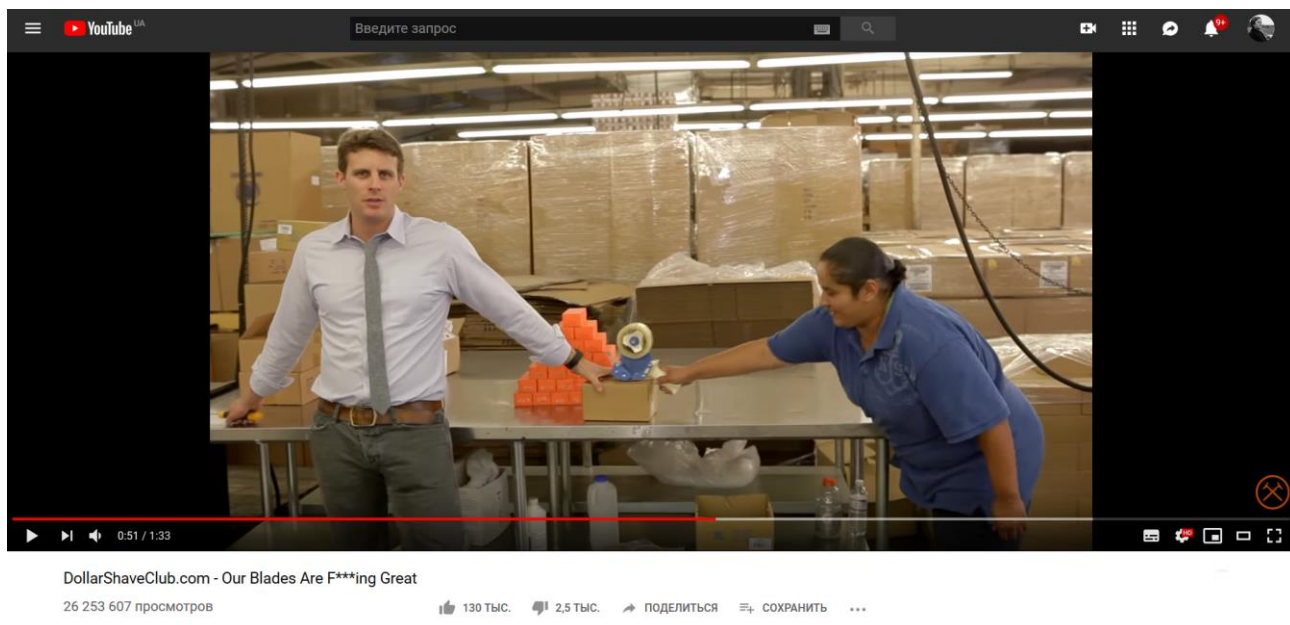 YouTube UA
Введите запрос
9+
0:51 / 1:33
HD
DollarShaveClub.com - Our Blades Are F***ing Great
26 253 607 просмотров
130 ТЫС.
2,5 ТЫС.
ПОДЕЛИТЬСЯ
СОХРАНИТЬ